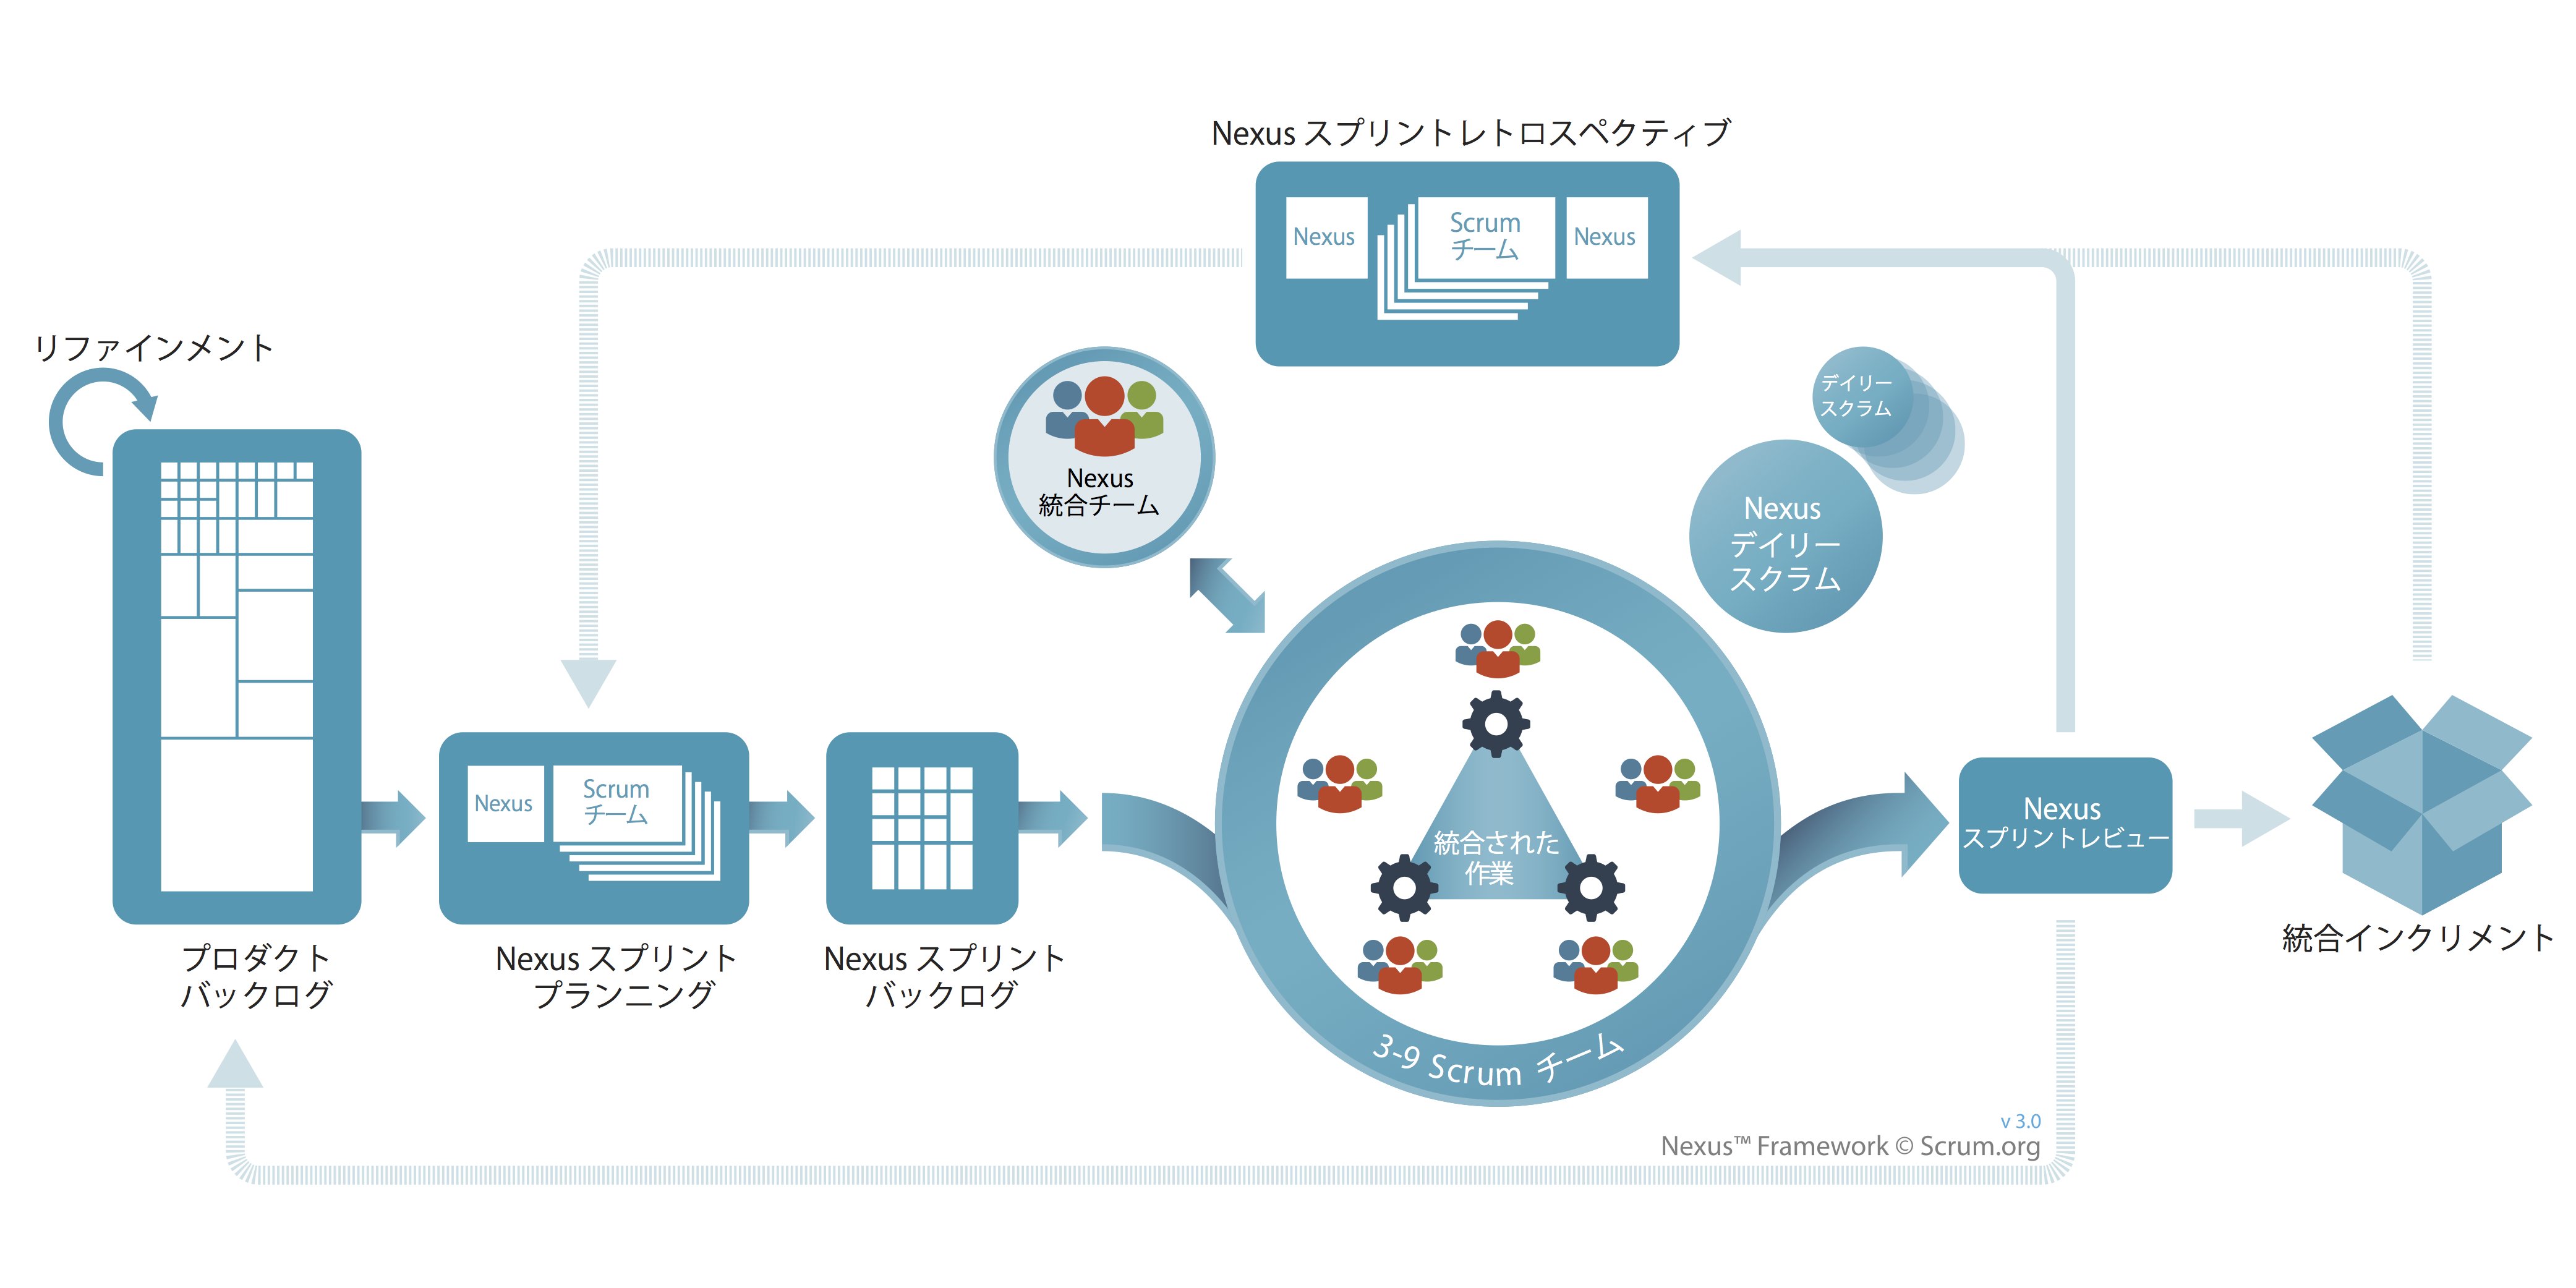 Nexus スプリントレトロスペクティブ
Nexus
Scrum
チーム
Nexus
リファインメント
Nexus
統合チーム
デイリー
スクラム
Nexus
デイリー
スクラム
Nexus
Scrum
チーム
統合された
作業
Nexus
スプリントレビュー
プロダクト
バックログ
Nexus スプリント
プランニング
Nexus スプリント
バックログ
統合インクリメント
3-9 Scrum チーム
v 3.0
Nexus™ Framework © Scrum.org